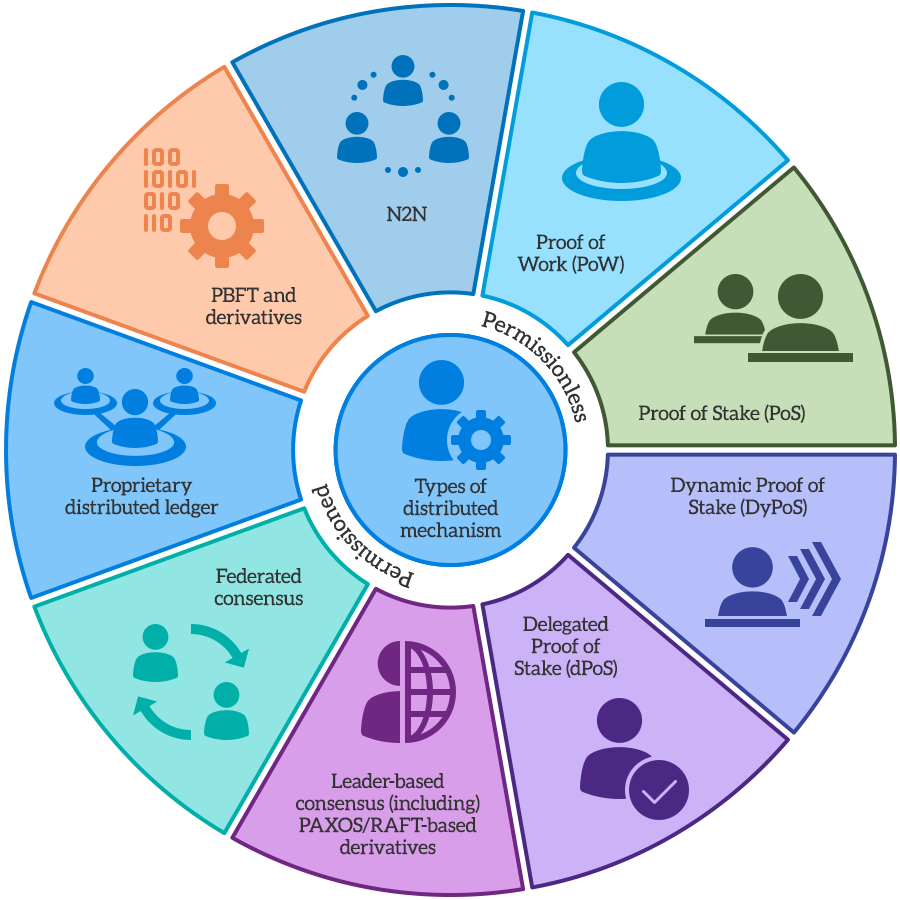 N2N
Proof of
Work (PoW)
Proof of Stake (PoS)
Dynamic Proof of
Stake (DyPoS)
Delegated
Proof of
Stake (dPoS)
Leader-based
consensus (including)
PAXOS/RAFT-based
derivatives
Federated
consensus
Proprietary
distributed ledger
PBFT and
derivatives
100
10101
010
110
Permissionless
Permissioned
Types of
distributed
mechanism